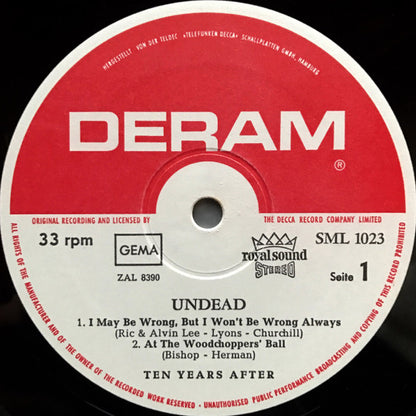 HERGESTELLT VON DER TELDEC »TELEFUNKEN DECCA« SCHALLPLATTEN GMBH, HAMBURG
DERAM
®
ORIGINAL RECORDING AND LICENSED BY THE DECCA RECORD COMPANY LIMITED
33 rpm
GEMA
ZAL 8390
royalsound
STEREO
SML 1023
Seite 1
UNDEAD
1. I May Be Wrong, But I Won't Be Wrong Always
(Ric & Alvin Lee - Lyons - Churchill)
2. At The Woodchoppers' Ball
(Bishop - Herman)
TEN YEARS AFTER
ALL RIGHTS OF THE MANUFACTURER AND OF THE OWNER OF THE RECORDED WORK RESERVED - UNAUTHORISED PUBLIC PERFORMANCE BROADCASTING AND COPYING OF THIS RECORD PROHIBITED